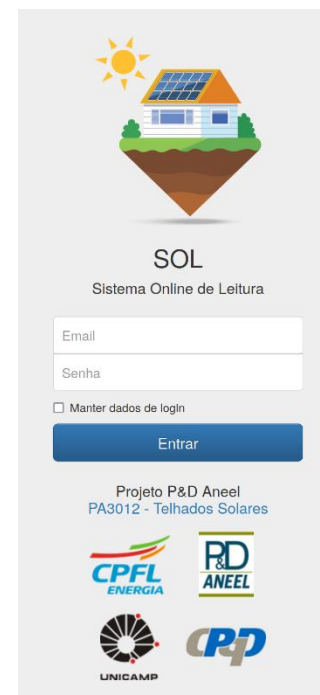 SOL
Sistema Online de Leitura
Email
Senha
Manter dados de login
Entrar
Projeto P&D Aneel
PA3012 - Telhados Solares
CPFL
ENERGIA
P&D
ANEEL
UNICAMP
CPqD